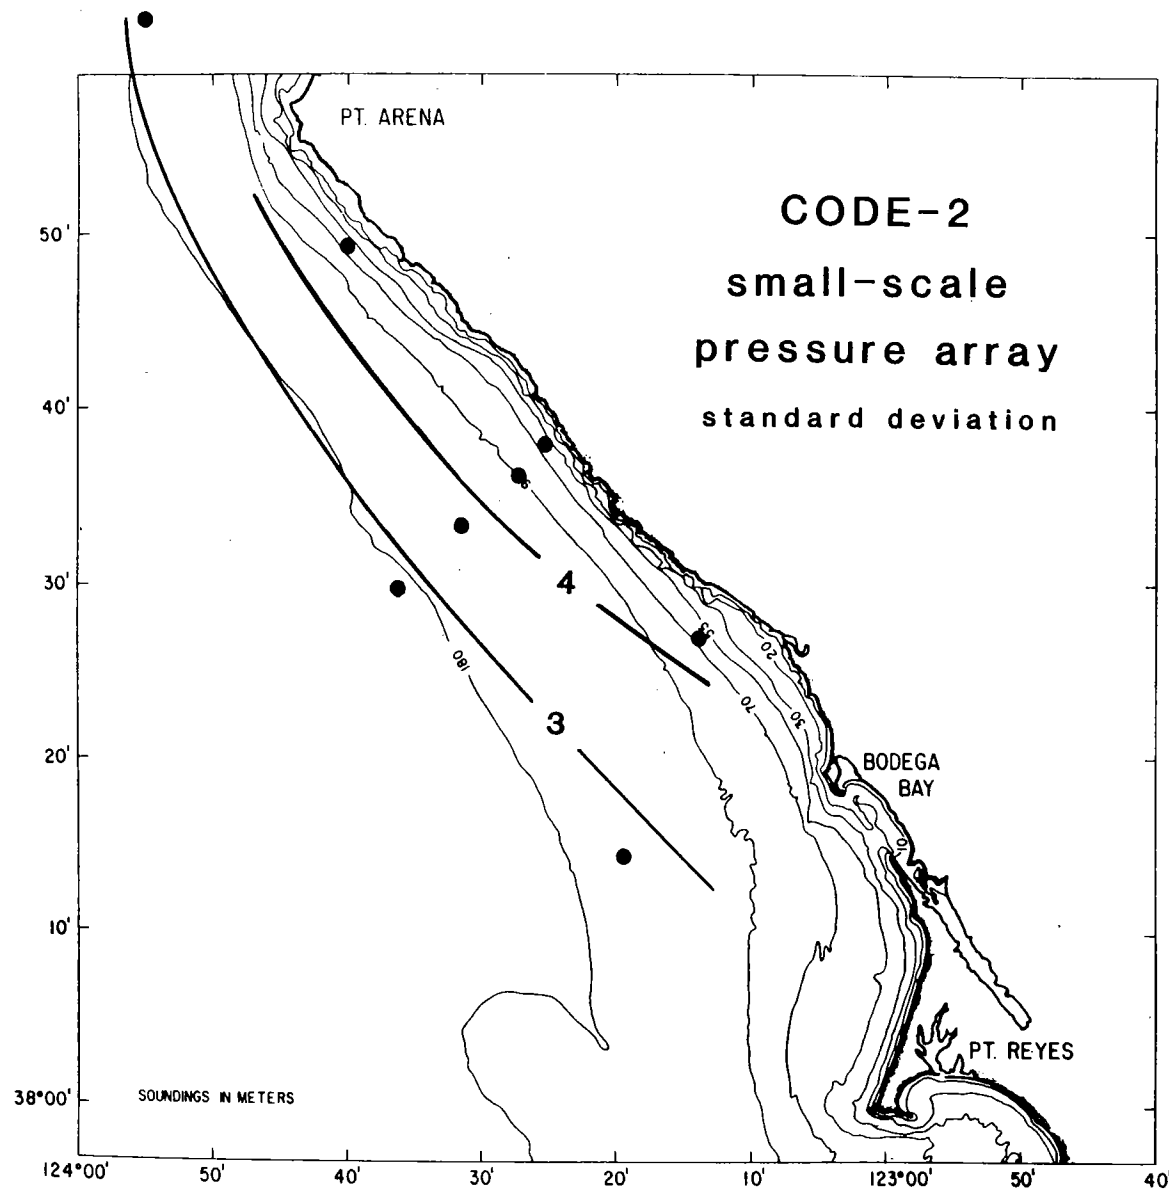 PT. ARENA
CODE-2
small-scale
pressure array
standard deviation
50'
40'
30'
20'
10'
38°00'
4
3
180
70
53
30
20
10
BODEGA
BAY
PT. REYES
SOUNDINGS IN METERS
124°00'
50'
40'
30'
20'
10'
123°00'
50'
40'